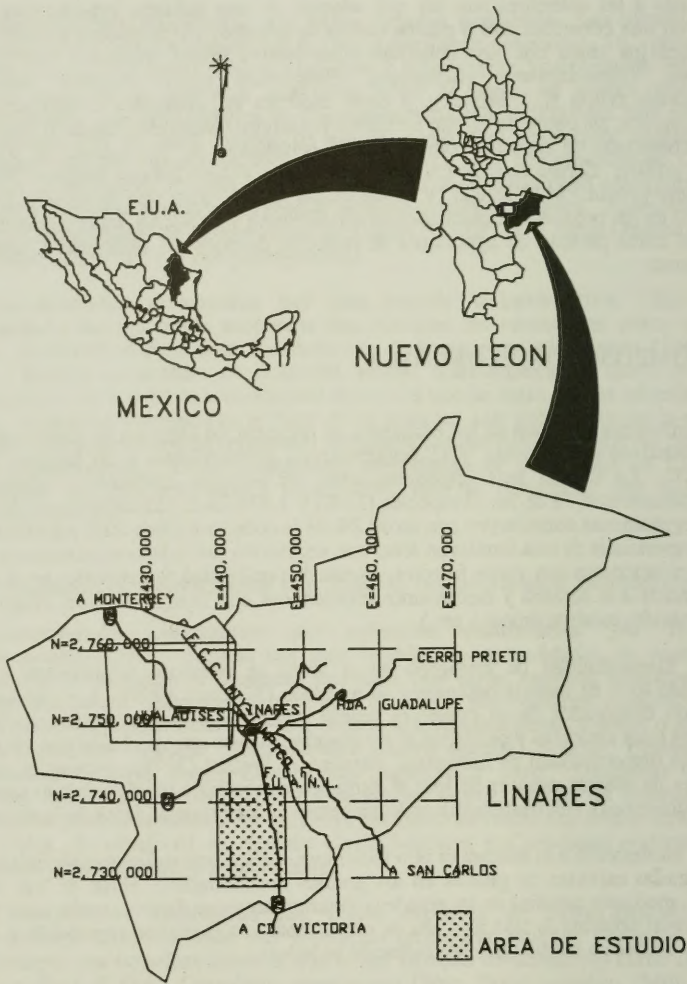 E.U.A.
NUEVO LEON
MEXICO
E=430,000
E=440,000
E=450,000
E=460,000
E=470,000
A MONTERREY
N=2,760,000
CERRO PRIETO
HUALAUISES
LINARES
HDA. GUADALUPE
N=2,750,000
F.U.A.N.L.
N=2,740,000
LINARES
N=2,730,000
A SAN CARLOS
A CD. VICTORIA
AREA DE ESTUDIO